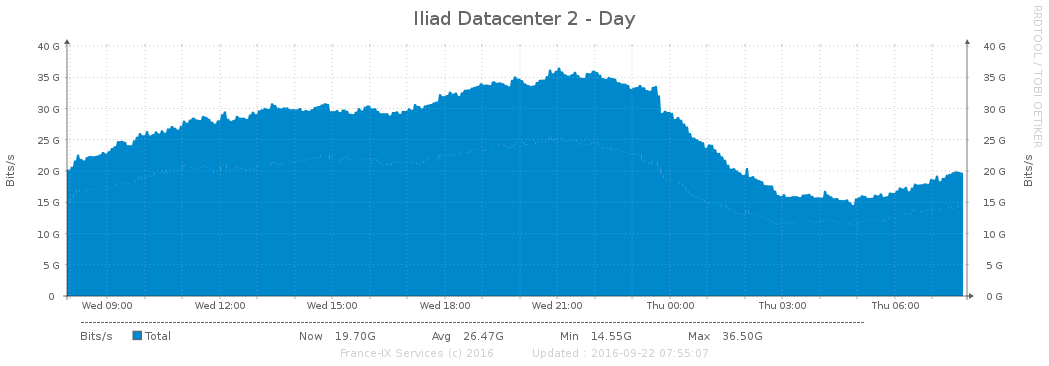 Iliad Datacenter 2 - Day
RRDTOOL / TOBI OETIKER
Bits/s
40 G
35 G
30 G
25 G
20 G
15 G
10 G
5 G
0
40 G
35 G
30 G
25 G
20 G
15 G
10 G
5 G
0 G
Bits/s
Wed 09:00 Wed 12:00 Wed 15:00 Wed 18:00 Wed 21:00 Thu 00:00 Thu 03:00 Thu 06:00
Bits/s Total Now 19.70G Avg 26.47G Min 14.55G Max 36.50G
France-IX Services (c) 2016 Updated : 2016-09-22 07:55:07